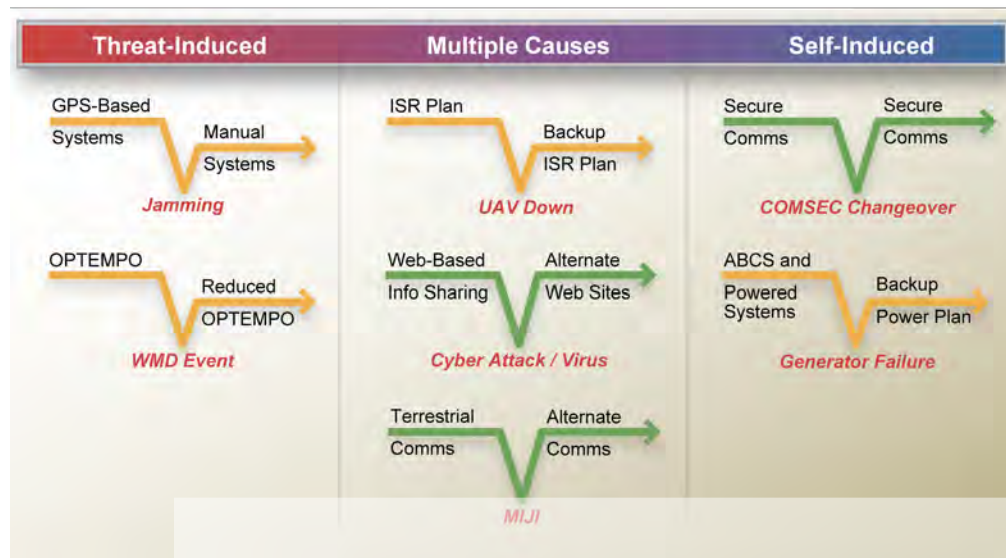 Threat-Induced
Multiple Causes
Self-Induced
GPS-Based
Systems
Manual
Systems
Jamming
OPTEMPO
Reduced
OPTEMPO
WMD Event
ISR Plan
Backup
ISR Plan
UAV Down
Web-Based
Info Sharing
Alternate
Web Sites
Cyber Attack / Virus
Terrestrial
Comms
Alternate
Comms
MIJI
Secure
Comms
Secure
Comms
COMSEC Changeover
ABCS and
Powered
Systems
Backup
Power Plan
Generator Failure